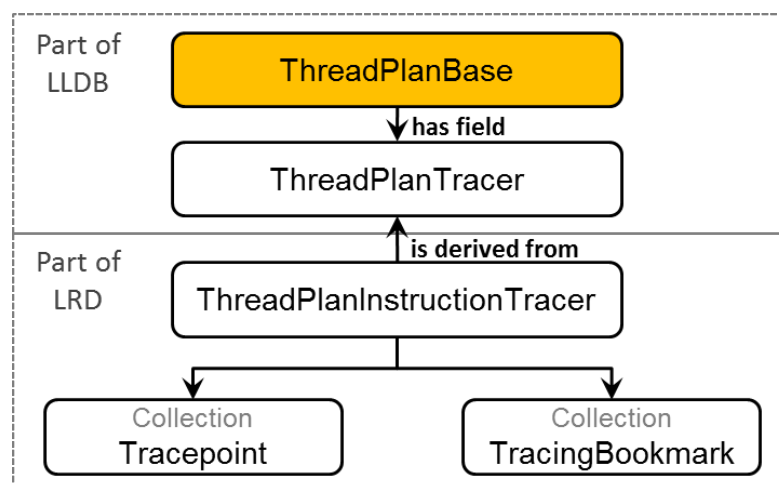 Part of
LLDB
ThreadPlanBase
has field
ThreadPlanTracer
is derived from
Part of
LRD
ThreadPlanInstructionTracer
Collection
Tracepoint
Collection
TracingBookmark